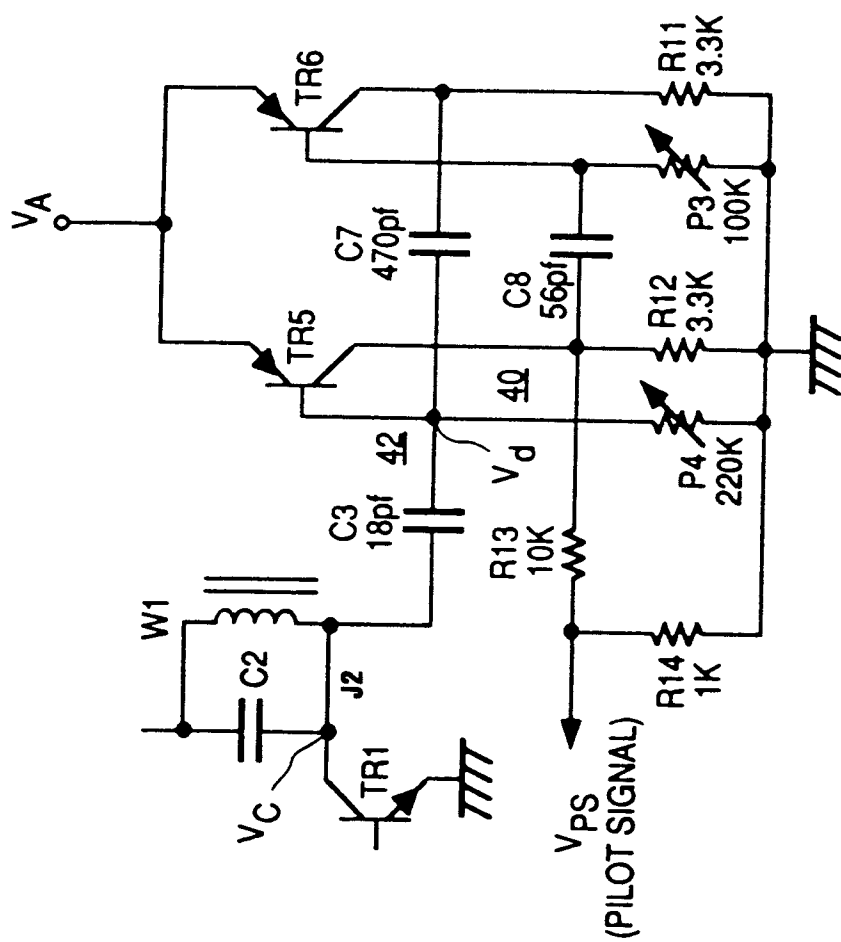 VA
TR5
TR6
W1
C2
J2
VC
TR1
C3
18pf
42
Vd
40
C7
470pf
C8
56pf
R13
10K
R14
1K
P4
220K
R12
3.3K
P3
100K
R11
3.3K
VPS
(PILOT SIGNAL)